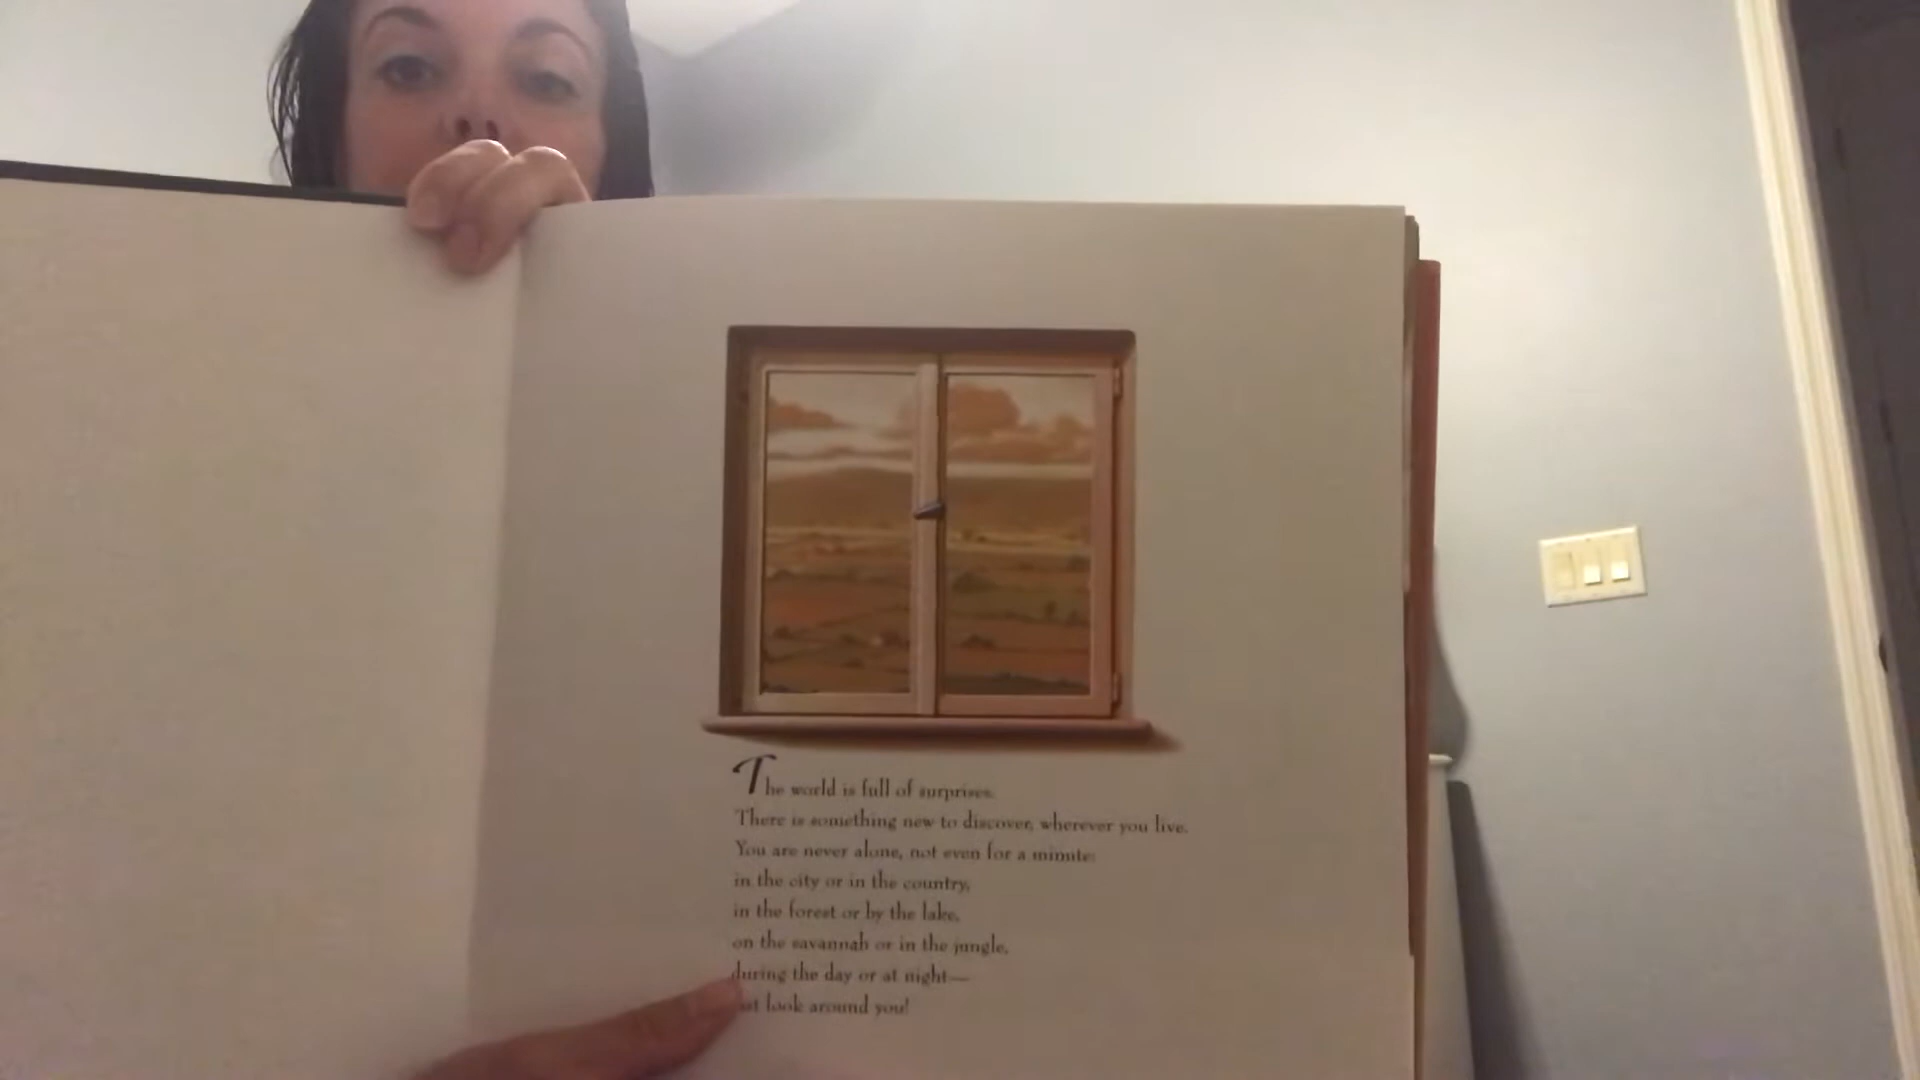 The world is full of surprises.
There is something new to discover, wherever you live.
You are never alone, not even for a minute:
in the city or in the country,
in the forest or by the lake,
on the savannah or in the jungle,
during the day or at night—
look around you!